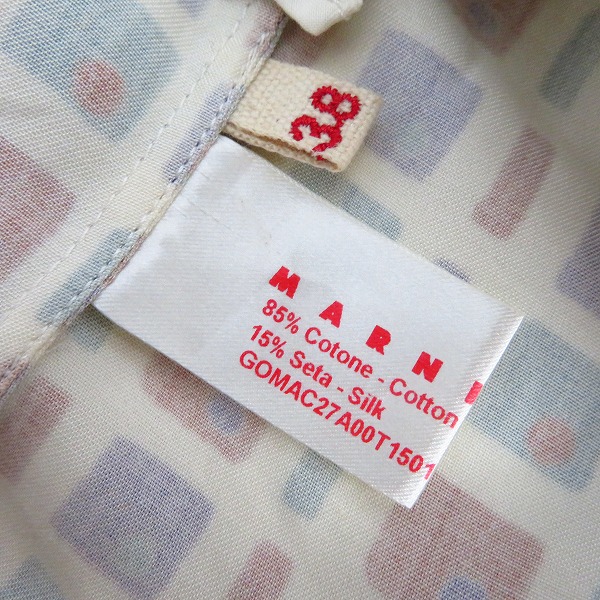 38
MARNI
85% Cotone - Cotton
15% Seta - Silk
GOMAC27A00T1501